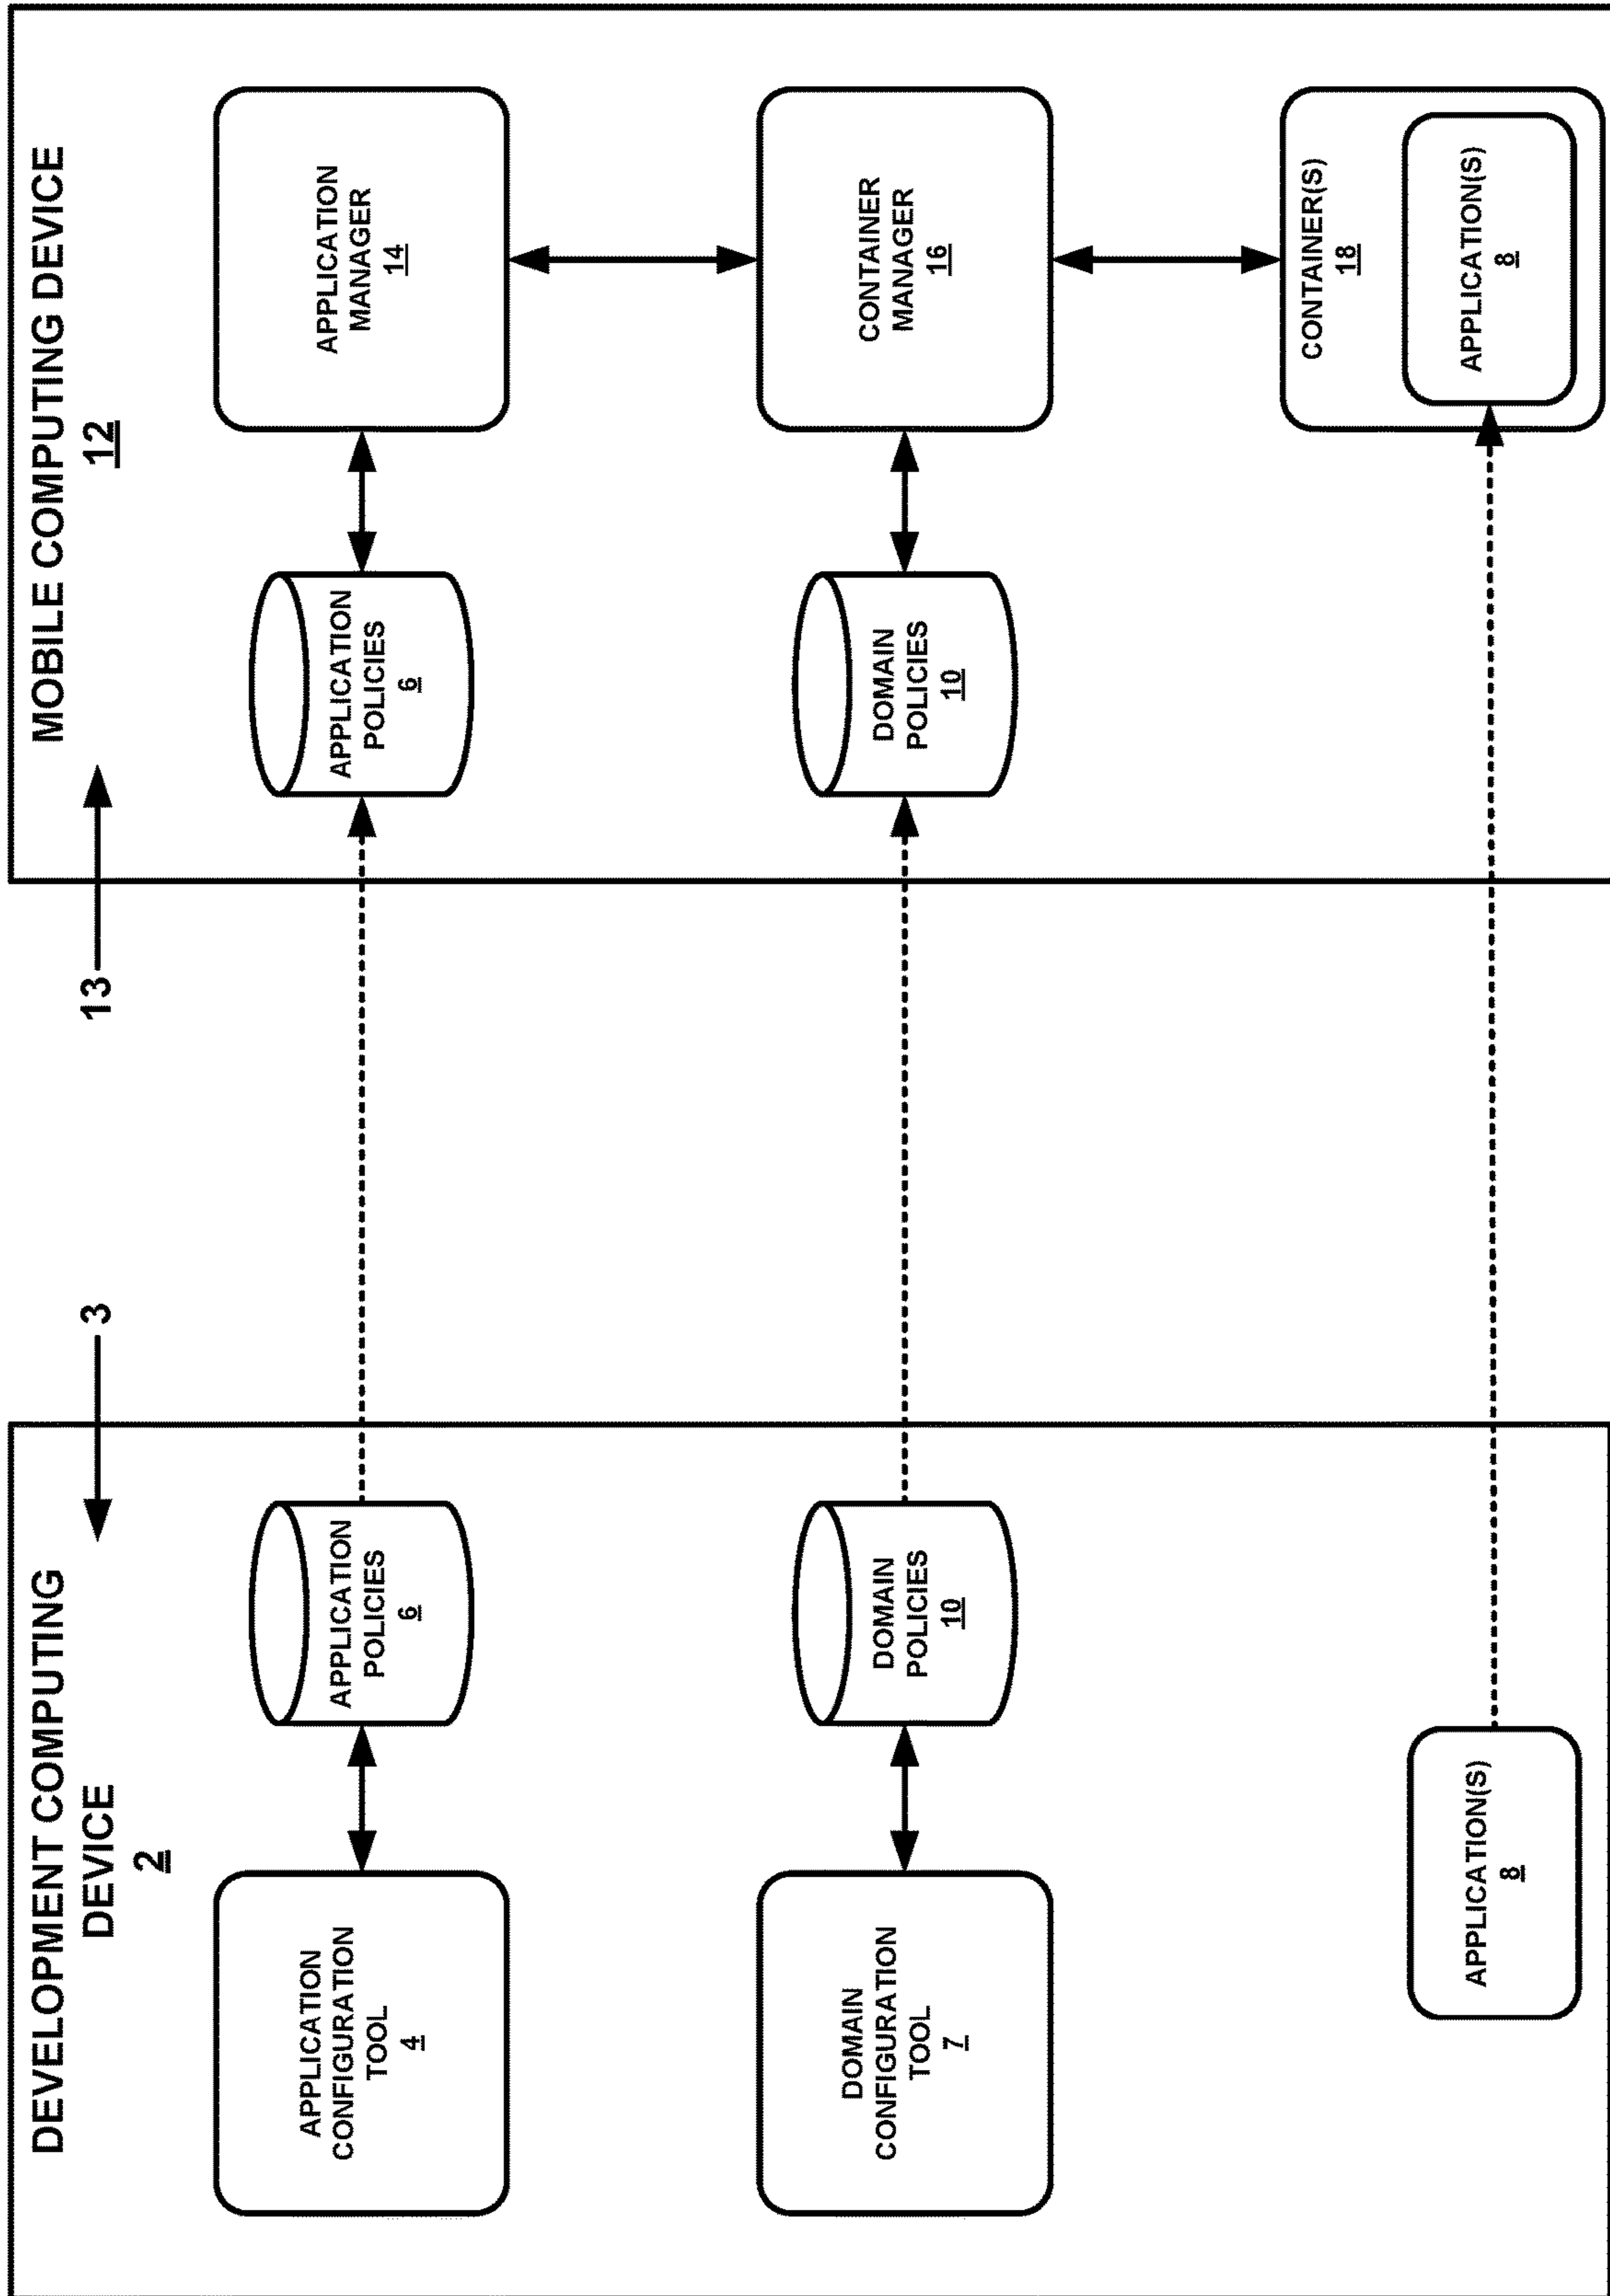 DEVELOPMENT COMPUTING
DEVICE
2
3
APPLICATION
CONFIGURATION
TOOL
4
APPLICATION
POLICIES
6
DOMAIN
CONFIGURATION
TOOL
7
DOMAIN
POLICIES
10
APPLICATION(S)
8
MOBILE COMPUTING DEVICE
12
13
APPLICATION
POLICIES
6
APPLICATION
MANAGER
14
DOMAIN
POLICIES
10
CONTAINER
MANAGER
16
CONTAINER(S)
18
APPLICATION(S)
8